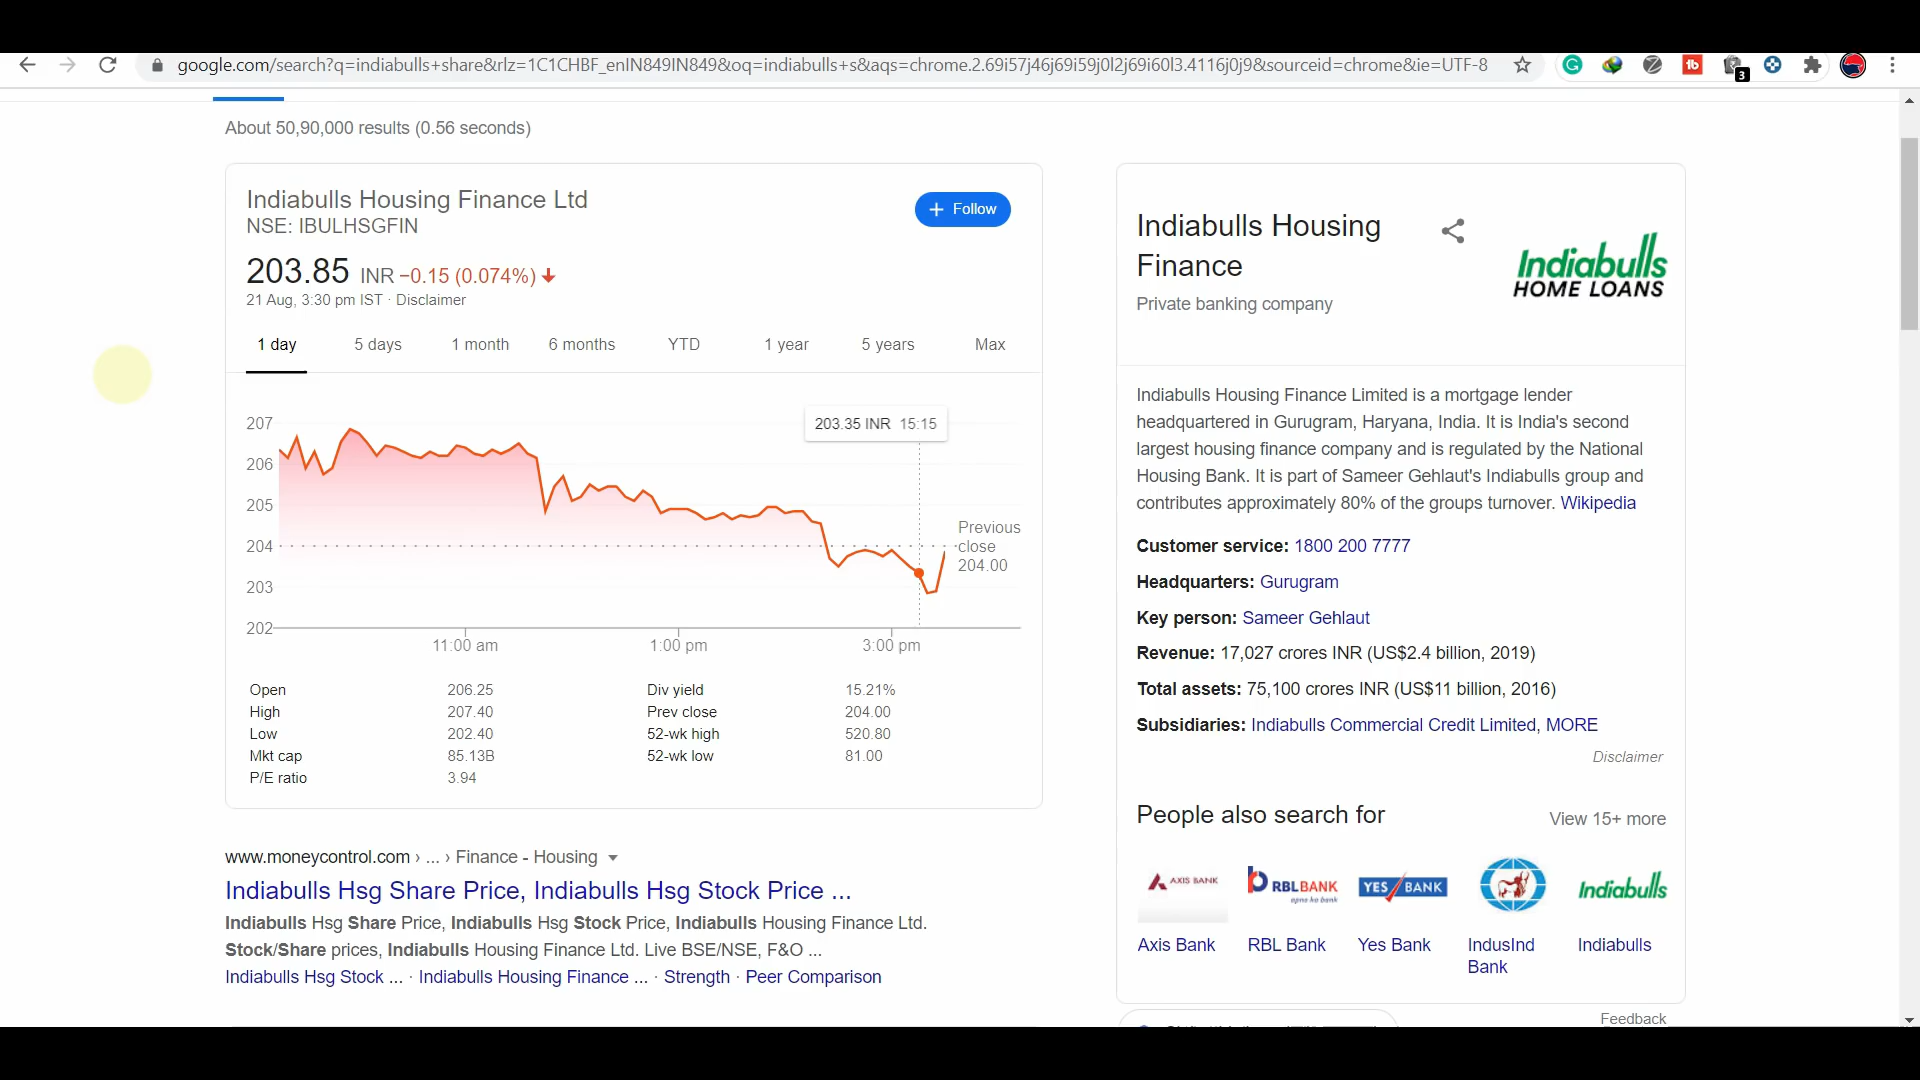 google.com/search?q=indiabulls+share&rlz=1C1CHBF_enIN849IN849&oq=indiabulls+s&aqs=chrome.2.69i57j46j69i59j0l2j69i60l3.4116j0j9&sourceid=chrome&ie=UTF-8
3
About 50,90,000 results (0.56 seconds)
Indiabulls Housing Finance Ltd
NSE: IBULHSGFIN
+ Follow
203.85 INR −0.15 (0.074%)
21 Aug, 3:30 pm IST · Disclaimer
1 day 5 days 1 month 6 months YTD 1 year 5 years Max
203.35 INR 15:15
207
206
205
204
203
202
Previous
close
204.00
11:00 am 1:00 pm 3:00 pm
Open 206.25 Div yield 15.21%
High 207.40 Prev close 204.00
Low 202.40 52-wk high 520.80
Mkt cap 85.13B 52-wk low 81.00
P/E ratio 3.94
www.moneycontrol.com › ... › Finance - Housing
Indiabulls Hsg Share Price, Indiabulls Hsg Stock Price ...
Indiabulls Hsg Share Price, Indiabulls Hsg Stock Price, Indiabulls Housing Finance Ltd.
Stock/Share prices, Indiabulls Housing Finance Ltd. Live BSE/NSE, F&O ...
Indiabulls Hsg Stock ... · Indiabulls Housing Finance ... · Strength · Peer Comparison
Indiabulls Housing
Finance
Private banking company
Indiabulls
HOME LOANS
Indiabulls Housing Finance Limited is a mortgage lender
headquartered in Gurugram, Haryana, India. It is India's second
largest housing finance company and is regulated by the National
Housing Bank. It is part of Sameer Gehlaut's Indiabulls group and
contributes approximately 80% of the groups turnover. Wikipedia
Customer service: 1800 200 7777
Headquarters: Gurugram
Key person: Sameer Gehlaut
Revenue: 17,027 crores INR (US$2.4 billion, 2019)
Total assets: 75,100 crores INR (US$11 billion, 2016)
Subsidiaries: Indiabulls Commercial Credit Limited, MORE
Disclaimer
People also search for
View 15+ more
AXIS BANK
RBLBANK
apno ka bank
YES BANK
Indiabulls
Axis Bank RBL Bank Yes Bank IndusInd Bank Indiabulls
Feedback